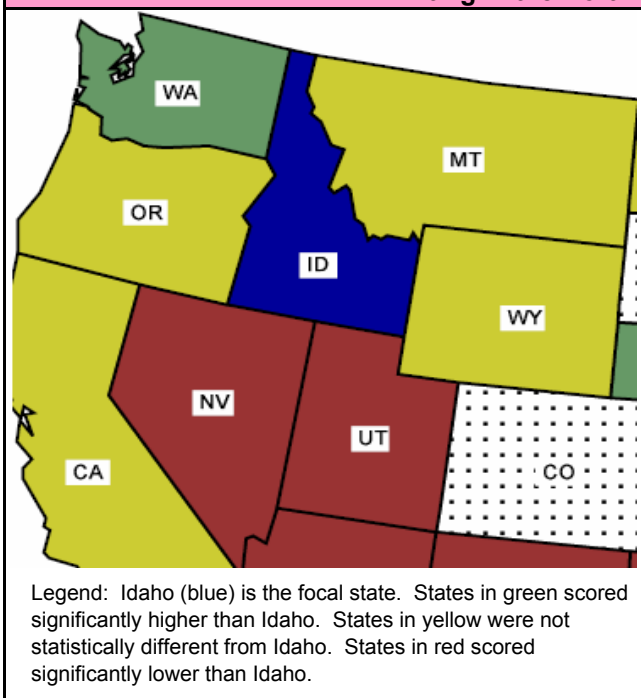 WA
MT
OR
ID
WY
NV
UT
CA
CO
Legend: Idaho (blue) is the focal state. States in green scored
significantly higher than Idaho. States in yellow were not
statistically different from Idaho. States in red scored
significantly lower than Idaho.